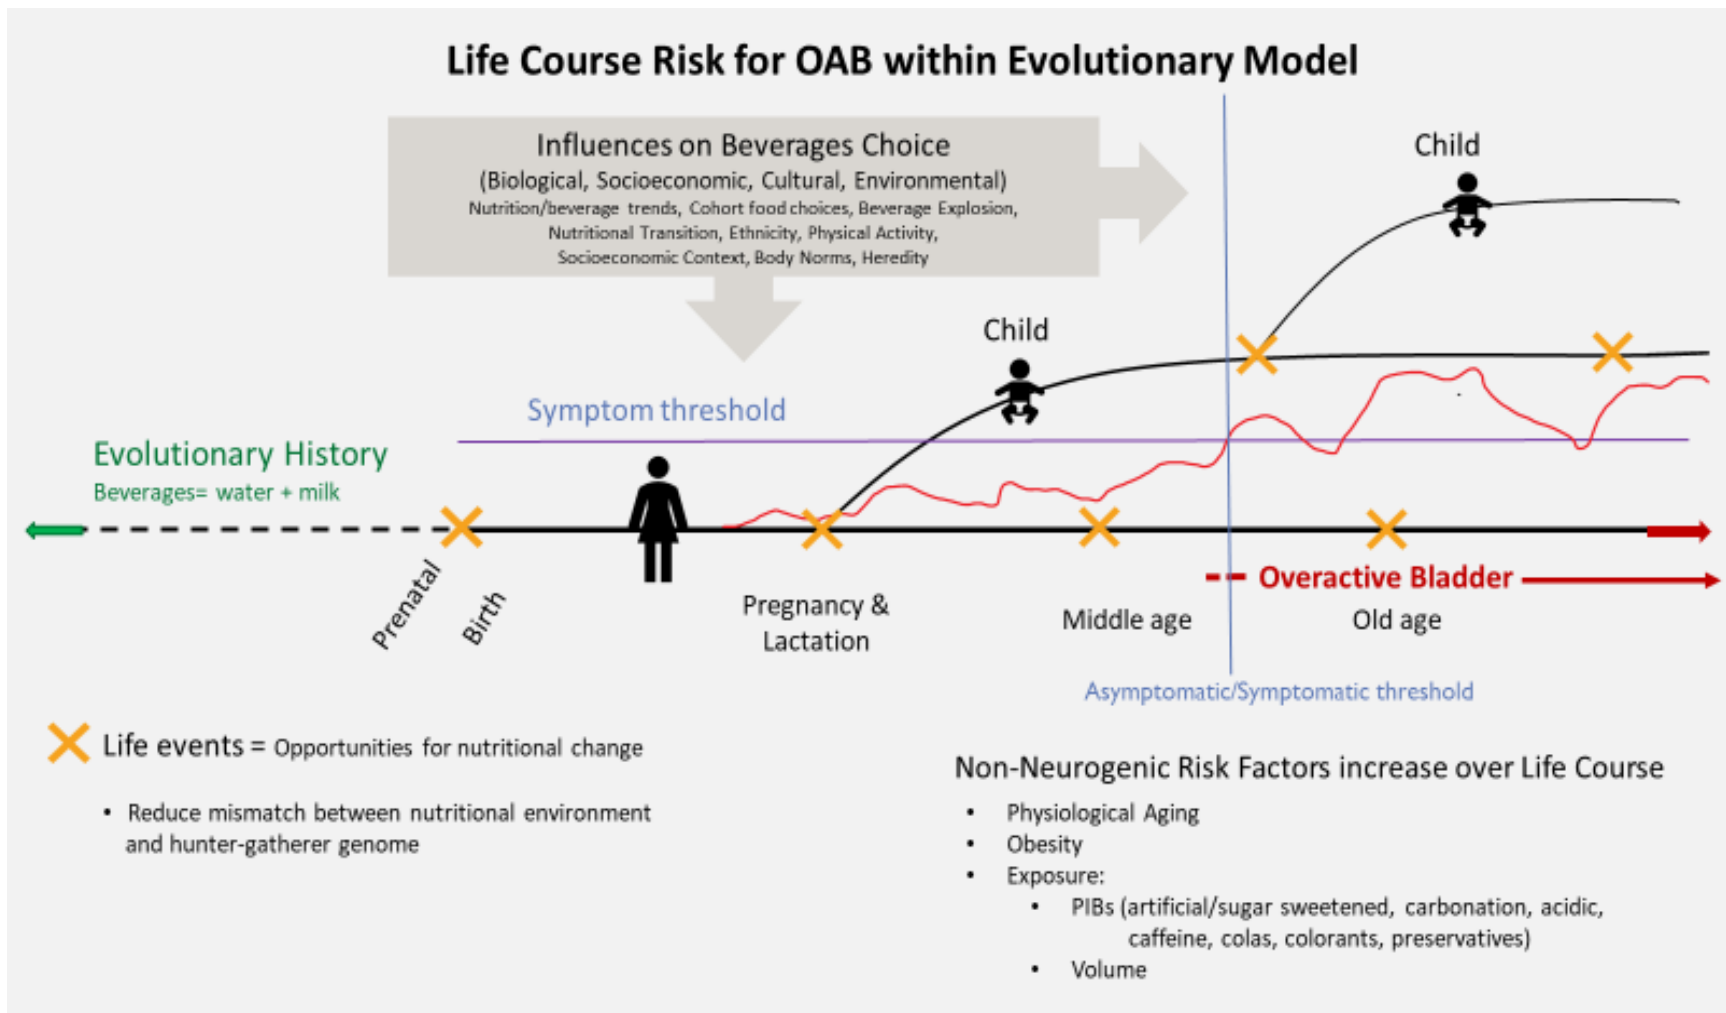 Life Course Risk for OAB within Evolutionary Model
Influences on Beverages Choice
(Biological, Socioeconomic, Cultural, Environmental)
Nutrition/beverage trends, Cohort food choices, Beverage Explosion,
Nutritional Transition, Ethnicity, Physical Activity,
Socioeconomic Context, Body Norms, Heredity
Child
Child
Symptom threshold
Evolutionary History
Beverages= water + milk
Prenatal
Birth
Pregnancy &
Lactation
Middle age
Overactive Bladder
Old age
Asymptomatic/Symptomatic threshold
Life events = Opportunities for nutritional change
• Reduce mismatch between nutritional environment
and hunter-gatherer genome
Non-Neurogenic Risk Factors increase over Life Course
• Physiological Aging
• Obesity
• Exposure:
• PIBs (artificial/sugar sweetened, carbonation, acidic,
caffeine, colas, colorants, preservatives)
• Volume